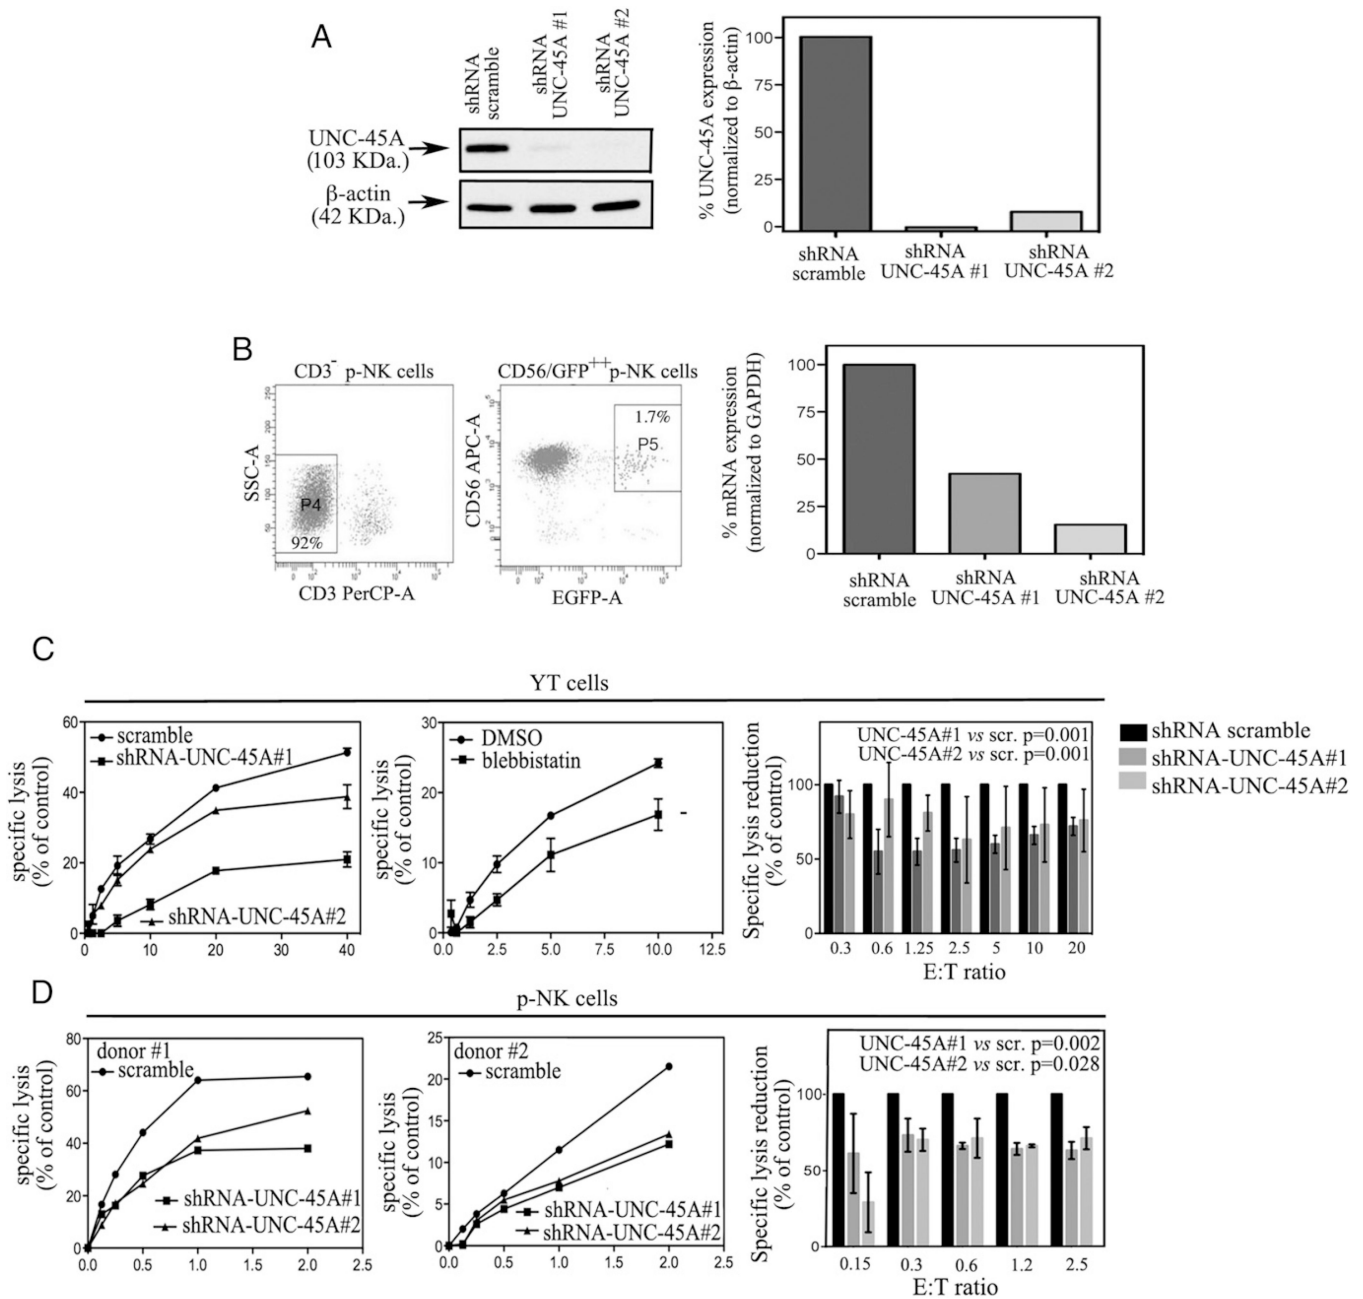 A
shRNA
scramble
shRNA
UNC-45A #1
shRNA
UNC-45A #2
UNC-45A
(103 KDa.)
β-actin
(42 KDa.)
% UNC-45A expression
(normalized to β-actin)
100
75
50
25
0
shRNA
scramble
shRNA
UNC-45A #1
shRNA
UNC-45A #2
B
CD3- p-NK cells
SSC-A
P4
92%
CD3 PerCP-A
CD56/GFP++p-NK cells
CD56 APC-A
1.7%
P5
EGFP-A
% mRNA expression
(normalized to GAPDH)
100
75
50
25
0
shRNA
scramble
shRNA
UNC-45A #1
shRNA
UNC-45A #2
C
YT cells
specific lysis
(% of control)
60
40
20
0
scramble
shRNA-UNC-45A#1
shRNA-UNC-45A#2
0 10 20 30 40
specific lysis
(% of control)
30
20
10
0
DMSO
blebbistatin
0.0 2.5 5.0 7.5 10.0 12.5
Specific lysis reduction
(% of control)
100
50
0
UNC-45A#1 vs scr. p=0.001
UNC-45A#2 vs scr. p=0.001
0.3 0.6 1.25 2.5 5 10 20
E:T ratio
shRNA scramble
shRNA-UNC-45A#1
shRNA-UNC-45A#2
D
p-NK cells
specific lysis
(% of control)
80
60
40
20
0
donor #1
scramble
shRNA-UNC-45A#1
shRNA-UNC-45A#2
0.0 0.5 1.0 1.5 2.0 2.5
specific lysis
(% of control)
25
20
15
10
5
0
donor #2
scramble
shRNA-UNC-45A#1
shRNA-UNC-45A#2
0.0 0.5 1.0 1.5 2.0 2.5
Specific lysis reduction
(% of control)
100
50
0
UNC-45A#1 vs scr. p=0.002
UNC-45A#2 vs scr. p=0.028
0.15 0.3 0.6 1.2 2.5
E:T ratio